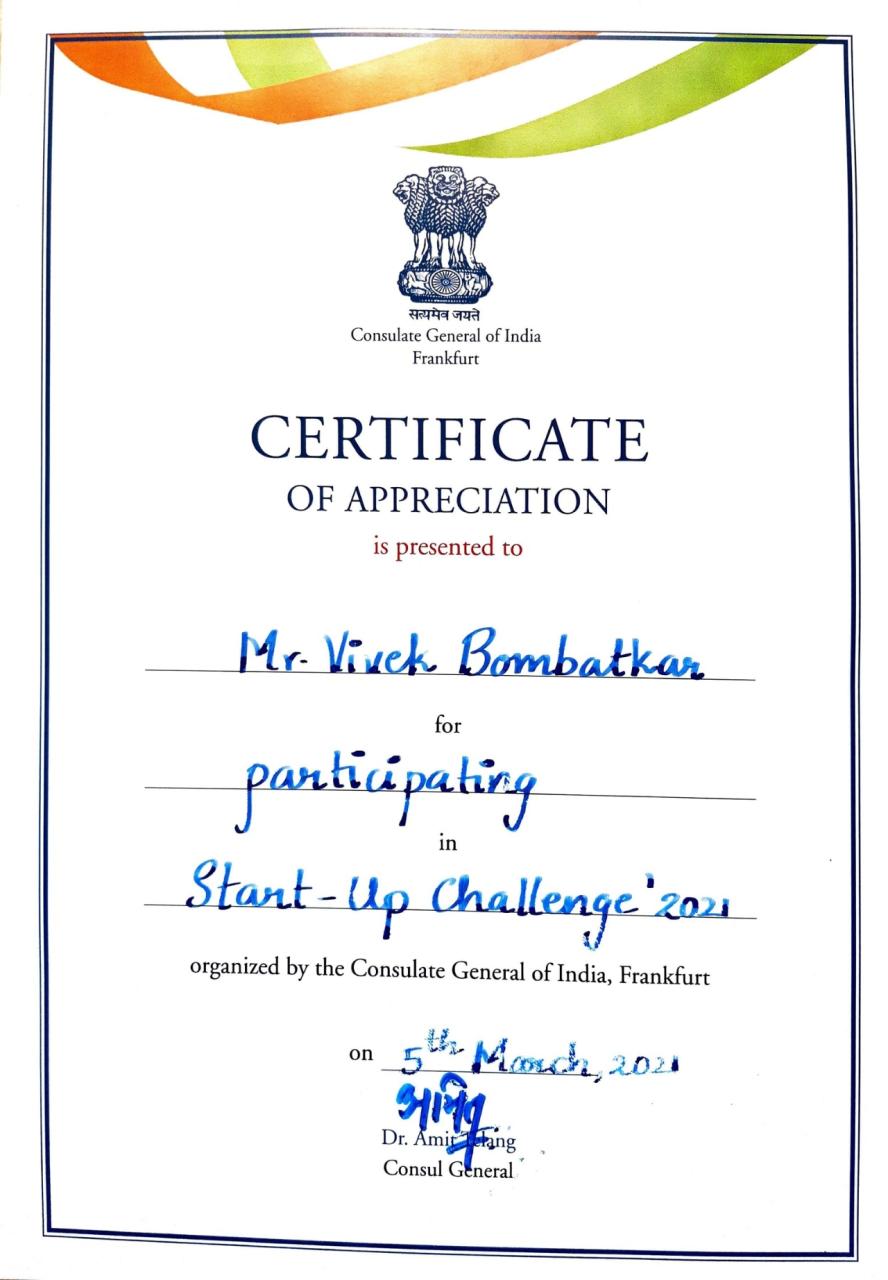 सत्यमेव जयते
Consulate General of India
Frankfurt
CERTIFICATE
OF APPRECIATION
is presented to
Mr. Vivek Bombatkar
for
participating
in
Start-Up Challenge '2021
organized by the Consulate General of India, Frankfurt
on 5th March, 2021
Dr. Amit Telang
Consul General